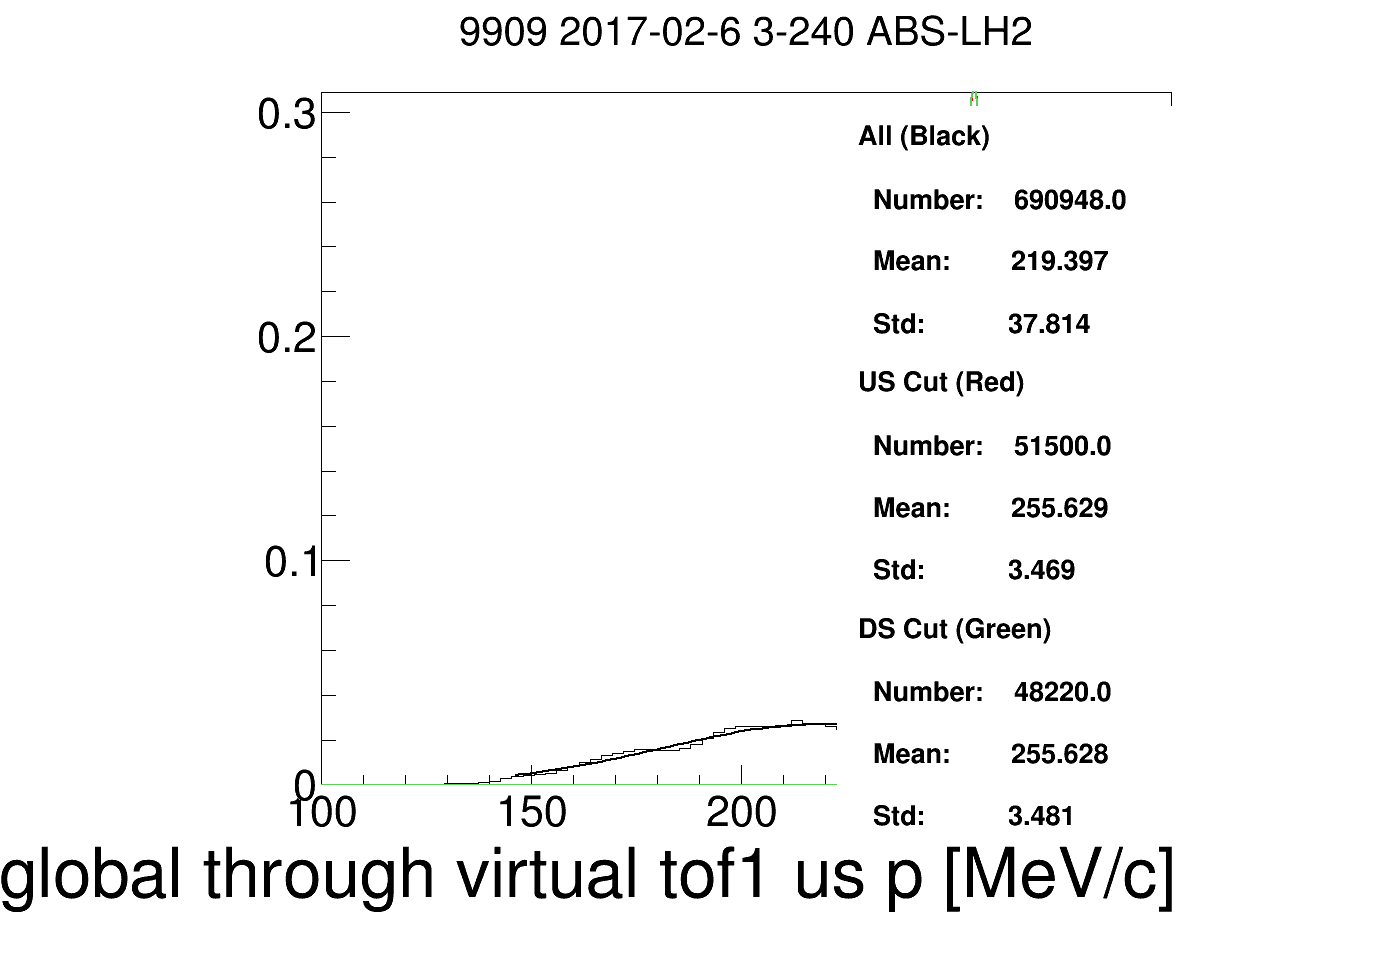 9909 2017-02-6 3-240 ABS-LH2
0.3
0.2
0.1
0
100 150 200
global through virtual tof1 us p [MeV/c]
All (Black)
Number: 690948.0
Mean: 219.397
Std: 37.814
US Cut (Red)
Number: 51500.0
Mean: 255.629
Std: 3.469
DS Cut (Green)
Number: 48220.0
Mean: 255.628
Std: 3.481